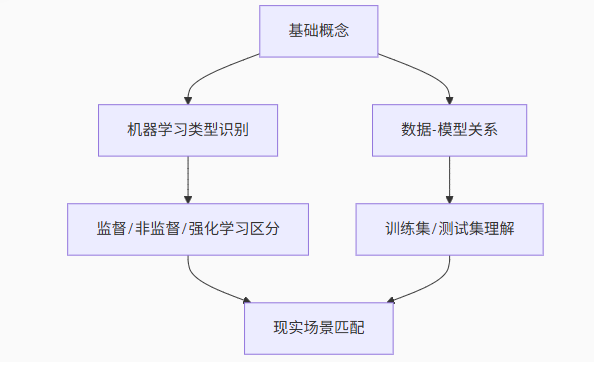 基础概念
机器学习类型识别
数据-模型关系
监督/非监督/强化学习区分
训练集/测试集理解
现实场景匹配